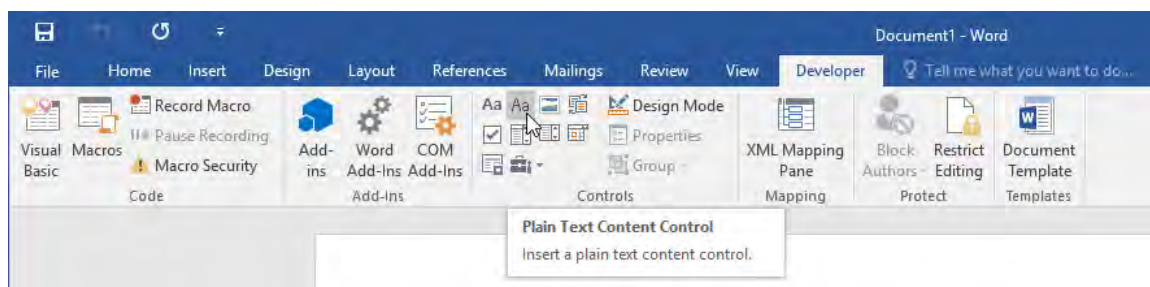 Document1 - Word
File Home Insert Design Layout References Mailings Review View Developer Tell me what you want to do...
Visual Basic
Macros
Record Macro
Pause Recording
Macro Security
Code
Add-ins
Word Add-Ins
COM Add-Ins
Add-Ins
Aa Aa
Design Mode
Properties
Group
Controls
XML Mapping Pane
Mapping
Block Authors
Restrict Editing
Protect
Document Template
Templates
Plain Text Content Control
Insert a plain text content control.